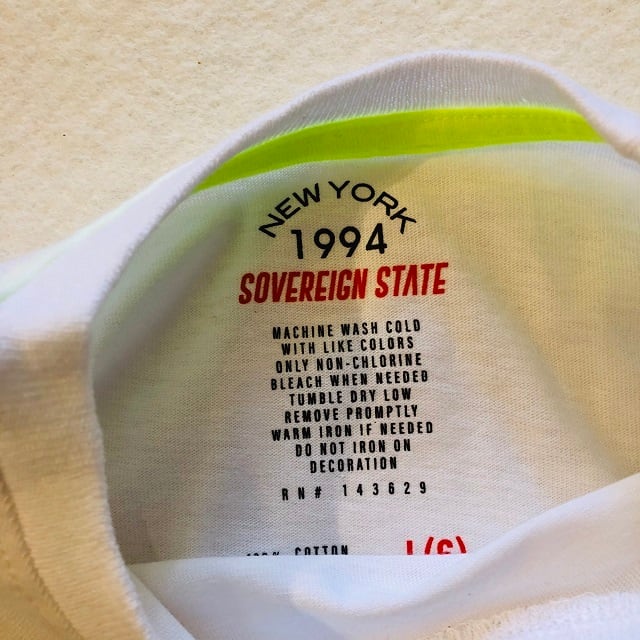 NEW YORK
1994
SOVEREIGN STATE
MACHINE WASH COLD
WITH LIKE COLORS
ONLY NON-CHLORINE
BLEACH WHEN NEEDED
TUMBLE DRY LOW
REMOVE PROMPTLY
WARM IRON IF NEEDED
DO NOT IRON ON
DECORATION
RN# 143629
COTTON